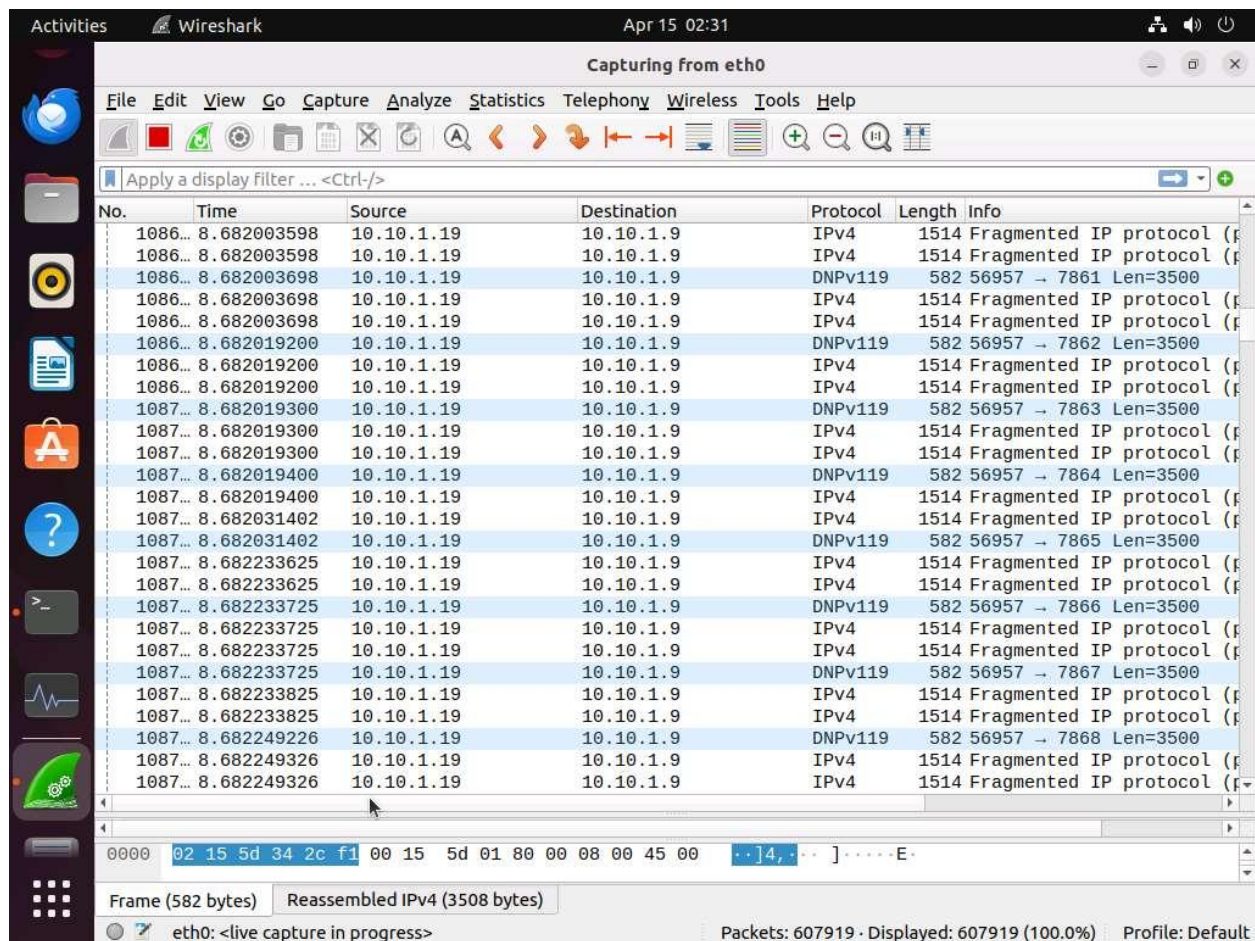 Activities Wireshark Apr 15 02:31
Capturing from eth0
File Edit View Go Capture Analyze Statistics Telephony Wireless Tools Help
Apply a display filter … <Ctrl-/>
No. Time Source Destination Protocol Length Info
1086… 8.682003598 10.10.1.19 10.10.1.9 IPv4 1514 Fragmented IP protocol (p
1086… 8.682003598 10.10.1.19 10.10.1.9 IPv4 1514 Fragmented IP protocol (p
1086… 8.682003698 10.10.1.19 10.10.1.9 DNPv119 582 56957 → 7861 Len=3500
1086… 8.682003698 10.10.1.19 10.10.1.9 IPv4 1514 Fragmented IP protocol (p
1086… 8.682003698 10.10.1.19 10.10.1.9 IPv4 1514 Fragmented IP protocol (p
1086… 8.682019200 10.10.1.19 10.10.1.9 DNPv119 582 56957 → 7862 Len=3500
1086… 8.682019200 10.10.1.19 10.10.1.9 IPv4 1514 Fragmented IP protocol (p
1086… 8.682019200 10.10.1.19 10.10.1.9 IPv4 1514 Fragmented IP protocol (p
1087… 8.682019300 10.10.1.19 10.10.1.9 DNPv119 582 56957 → 7863 Len=3500
1087… 8.682019300 10.10.1.19 10.10.1.9 IPv4 1514 Fragmented IP protocol (p
1087… 8.682019300 10.10.1.19 10.10.1.9 IPv4 1514 Fragmented IP protocol (p
1087… 8.682019400 10.10.1.19 10.10.1.9 DNPv119 582 56957 → 7864 Len=3500
1087… 8.682019400 10.10.1.19 10.10.1.9 IPv4 1514 Fragmented IP protocol (p
1087… 8.682031402 10.10.1.19 10.10.1.9 IPv4 1514 Fragmented IP protocol (p
1087… 8.682031402 10.10.1.19 10.10.1.9 DNPv119 582 56957 → 7865 Len=3500
1087… 8.682233625 10.10.1.19 10.10.1.9 IPv4 1514 Fragmented IP protocol (p
1087… 8.682233625 10.10.1.19 10.10.1.9 IPv4 1514 Fragmented IP protocol (p
1087… 8.682233725 10.10.1.19 10.10.1.9 DNPv119 582 56957 → 7866 Len=3500
1087… 8.682233725 10.10.1.19 10.10.1.9 IPv4 1514 Fragmented IP protocol (p
1087… 8.682233725 10.10.1.19 10.10.1.9 IPv4 1514 Fragmented IP protocol (p
1087… 8.682233725 10.10.1.19 10.10.1.9 DNPv119 582 56957 → 7867 Len=3500
1087… 8.682233825 10.10.1.19 10.10.1.9 IPv4 1514 Fragmented IP protocol (p
1087… 8.682233825 10.10.1.19 10.10.1.9 IPv4 1514 Fragmented IP protocol (p
1087… 8.682249226 10.10.1.19 10.10.1.9 DNPv119 582 56957 → 7868 Len=3500
1087… 8.682249326 10.10.1.19 10.10.1.9 IPv4 1514 Fragmented IP protocol (p
1087… 8.682249326 10.10.1.19 10.10.1.9 IPv4 1514 Fragmented IP protocol (p
0000 02 15 5d 34 2c f1 00 15 5d 01 80 00 08 00 45 00 ··]4,··· ]·····E·
Frame (582 bytes) Reassembled IPv4 (3508 bytes)
eth0: <live capture in progress> Packets: 607919 · Displayed: 607919 (100.0%) Profile: Default